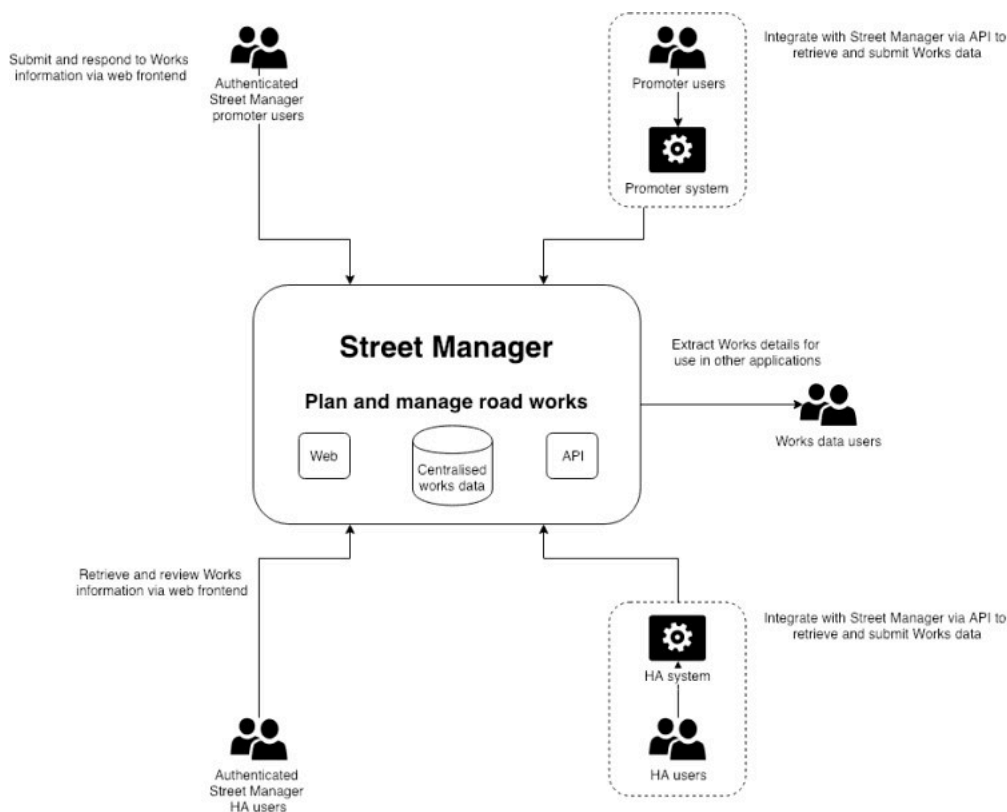 Submit and respond to Works
information via web frontend
Authenticated
Street Manager
promoter users
Promoter users
Promoter system
Integrate with Street Manager via API to
retrieve and submit Works data
Street Manager
Plan and manage road works
Web
Centralised
works data
API
Extract Works details for
use in other applications
Works data users
Retrieve and review Works
information via web frontend
Authenticated
Street Manager
HA users
HA system
HA users
Integrate with Street Manager via API to
retrieve and submit Works data